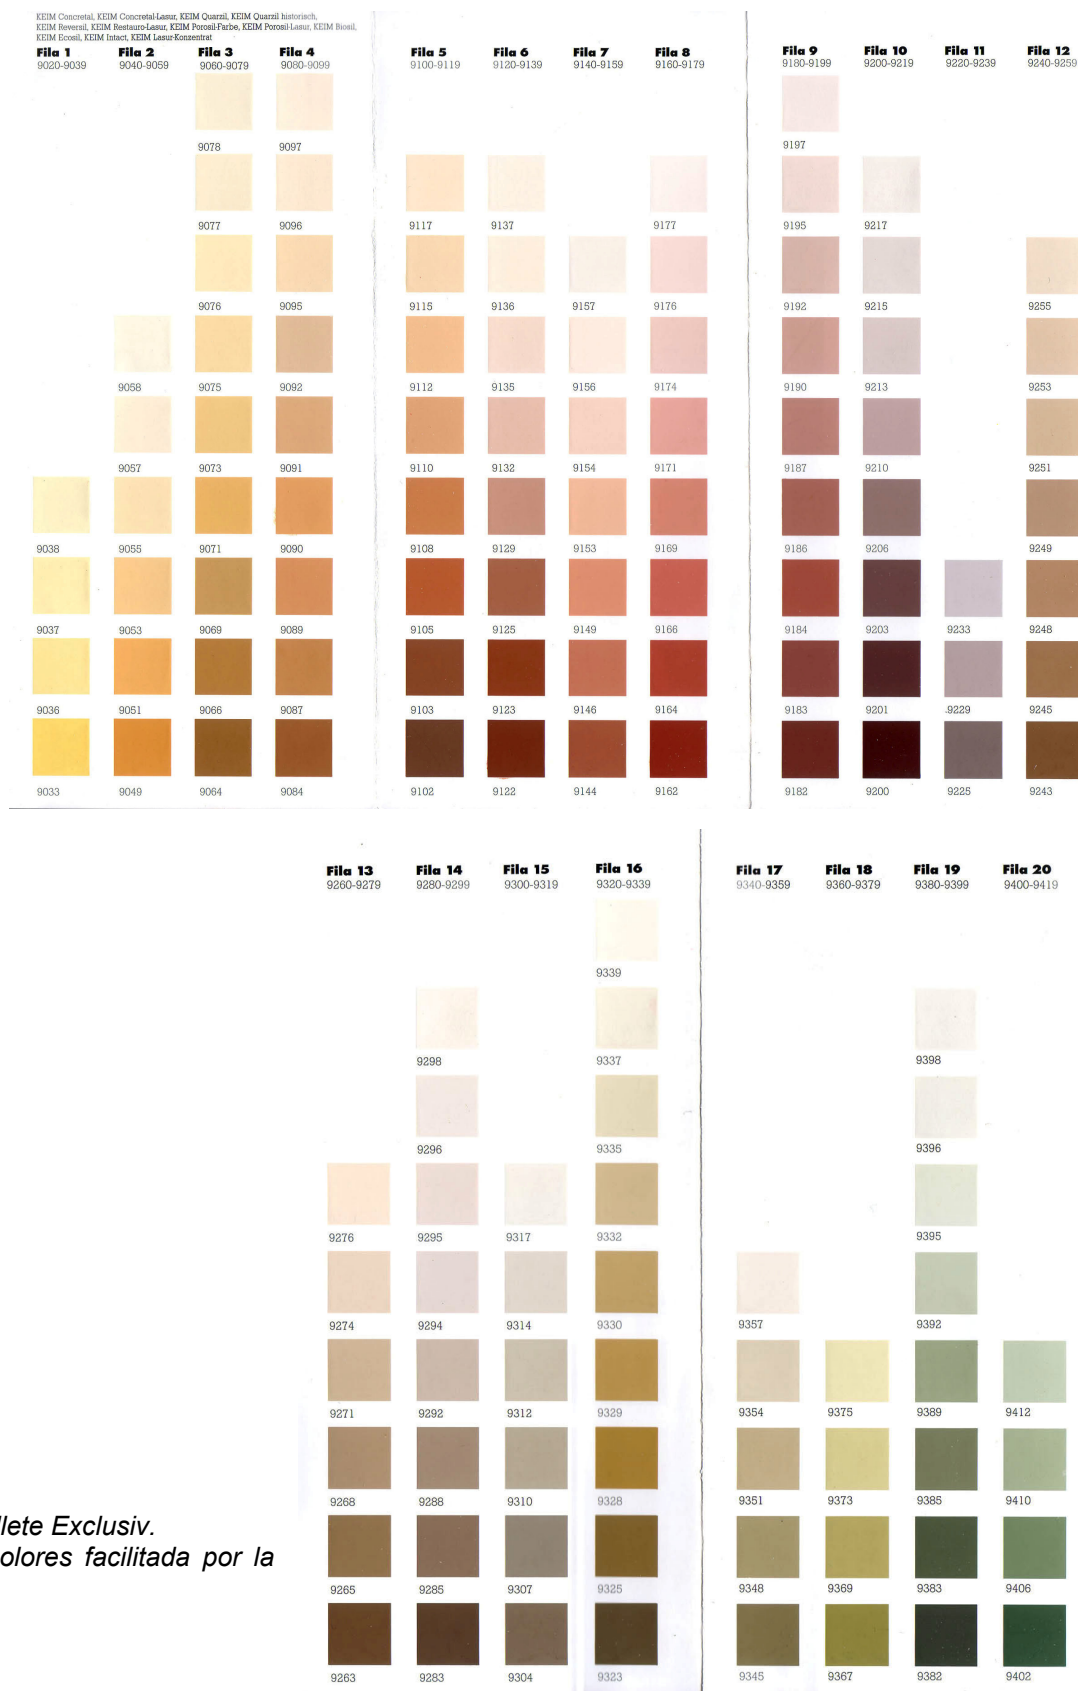 KEIM Concretal, KEIM Concretal-Lasur, KEIM Quarzil, KEIM Quarzil historisch,
KEIM Reversil, KEIM Restauro-Lasur, KEIM Porosil-Farbe, KEIM Porosil-Lasur, KEIM Biosil,
KEIM Ecosil, KEIM Intact, KEIM Lasur-Konzentrat
Fila 1 Fila 2 Fila 3 Fila 4 Fila 5 Fila 6 Fila 7 Fila 8 Fila 9 Fila 10 Fila 11 Fila 12
9020-9039 9040-9059 9060-9079 9080-9099 9100-9119 9120-9139 9140-9159 9160-9179 9180-9199 9200-9219 9220-9239 9240-9259
9078 9097 9197
9077 9096 9117 9137 9177 9195 9217
9076 9095 9115 9136 9157 9176 9192 9215 9255
9058 9075 9092 9112 9135 9156 9174 9190 9213 9253
9057 9073 9091 9110 9132 9154 9171 9187 9210 9251
9038 9055 9071 9090 9108 9129 9153 9169 9186 9206 9249
9037 9053 9069 9089 9105 9125 9149 9166 9184 9203 9233 9248
9036 9051 9066 9087 9103 9123 9146 9164 9183 9201 9229 9245
9033 9049 9064 9084 9102 9122 9144 9162 9182 9200 9225 9243
Fila 13 Fila 14 Fila 15 Fila 16 Fila 17 Fila 18 Fila 19 Fila 20
9260-9279 9280-9299 9300-9319 9320-9339 9340-9359 9360-9379 9380-9399 9400-9419
9339
9298 9337 9398
9296 9335 9396
9276 9295 9317 9332 9395
9274 9294 9314 9330 9357 9392
9271 9292 9312 9329 9354 9375 9389 9412
9268 9288 9310 9328 9351 9373 9385 9410
llete Exclusiv.
olores facilitada por la
9265 9285 9307 9325 9348 9369 9383 9406
9263 9283 9304 9323 9345 9367 9382 9402